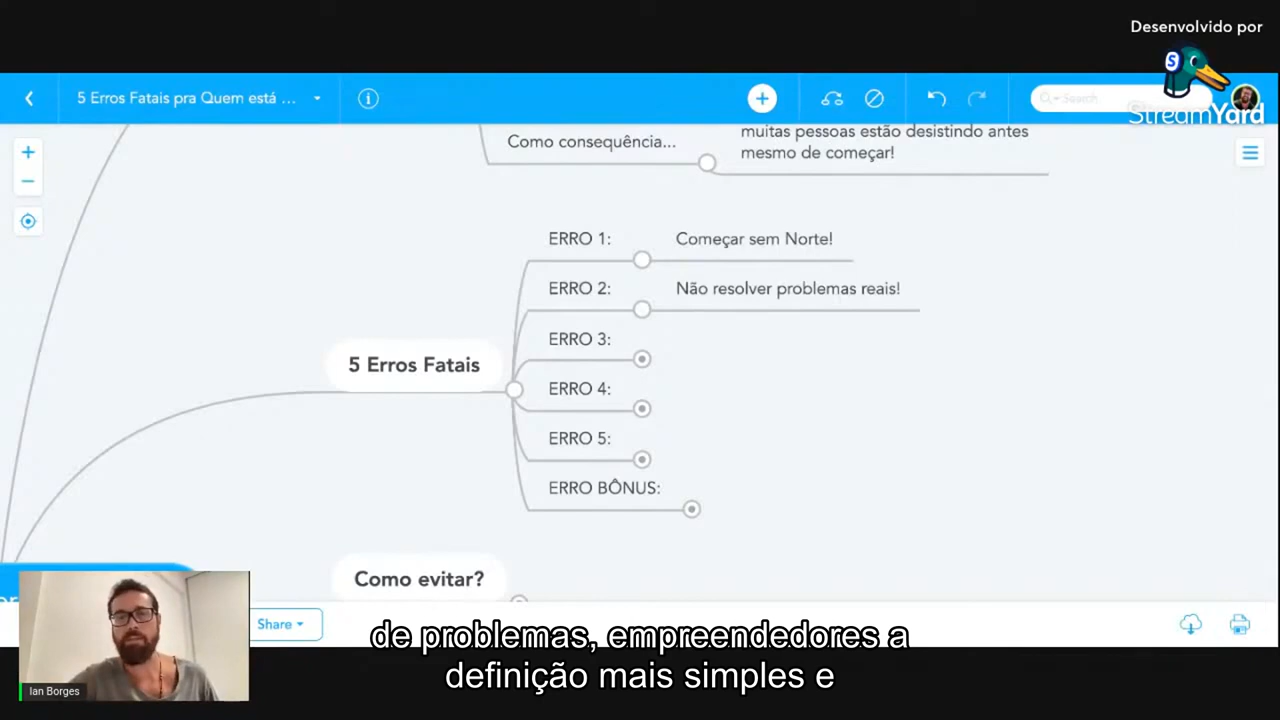 Desenvolvido por
StreamYard
5 Erros Fatais pra Quem está ...
Search
Como consequência...
muitas pessoas estão desistindo antes
mesmo de começar!
ERRO 1:
Começar sem Norte!
ERRO 2:
Não resolver problemas reais!
ERRO 3:
5 Erros Fatais
ERRO 4:
ERRO 5:
ERRO BÔNUS:
Como evitar?
Share
de problemas, empreendedores a
definição mais simples e
Ian Borges